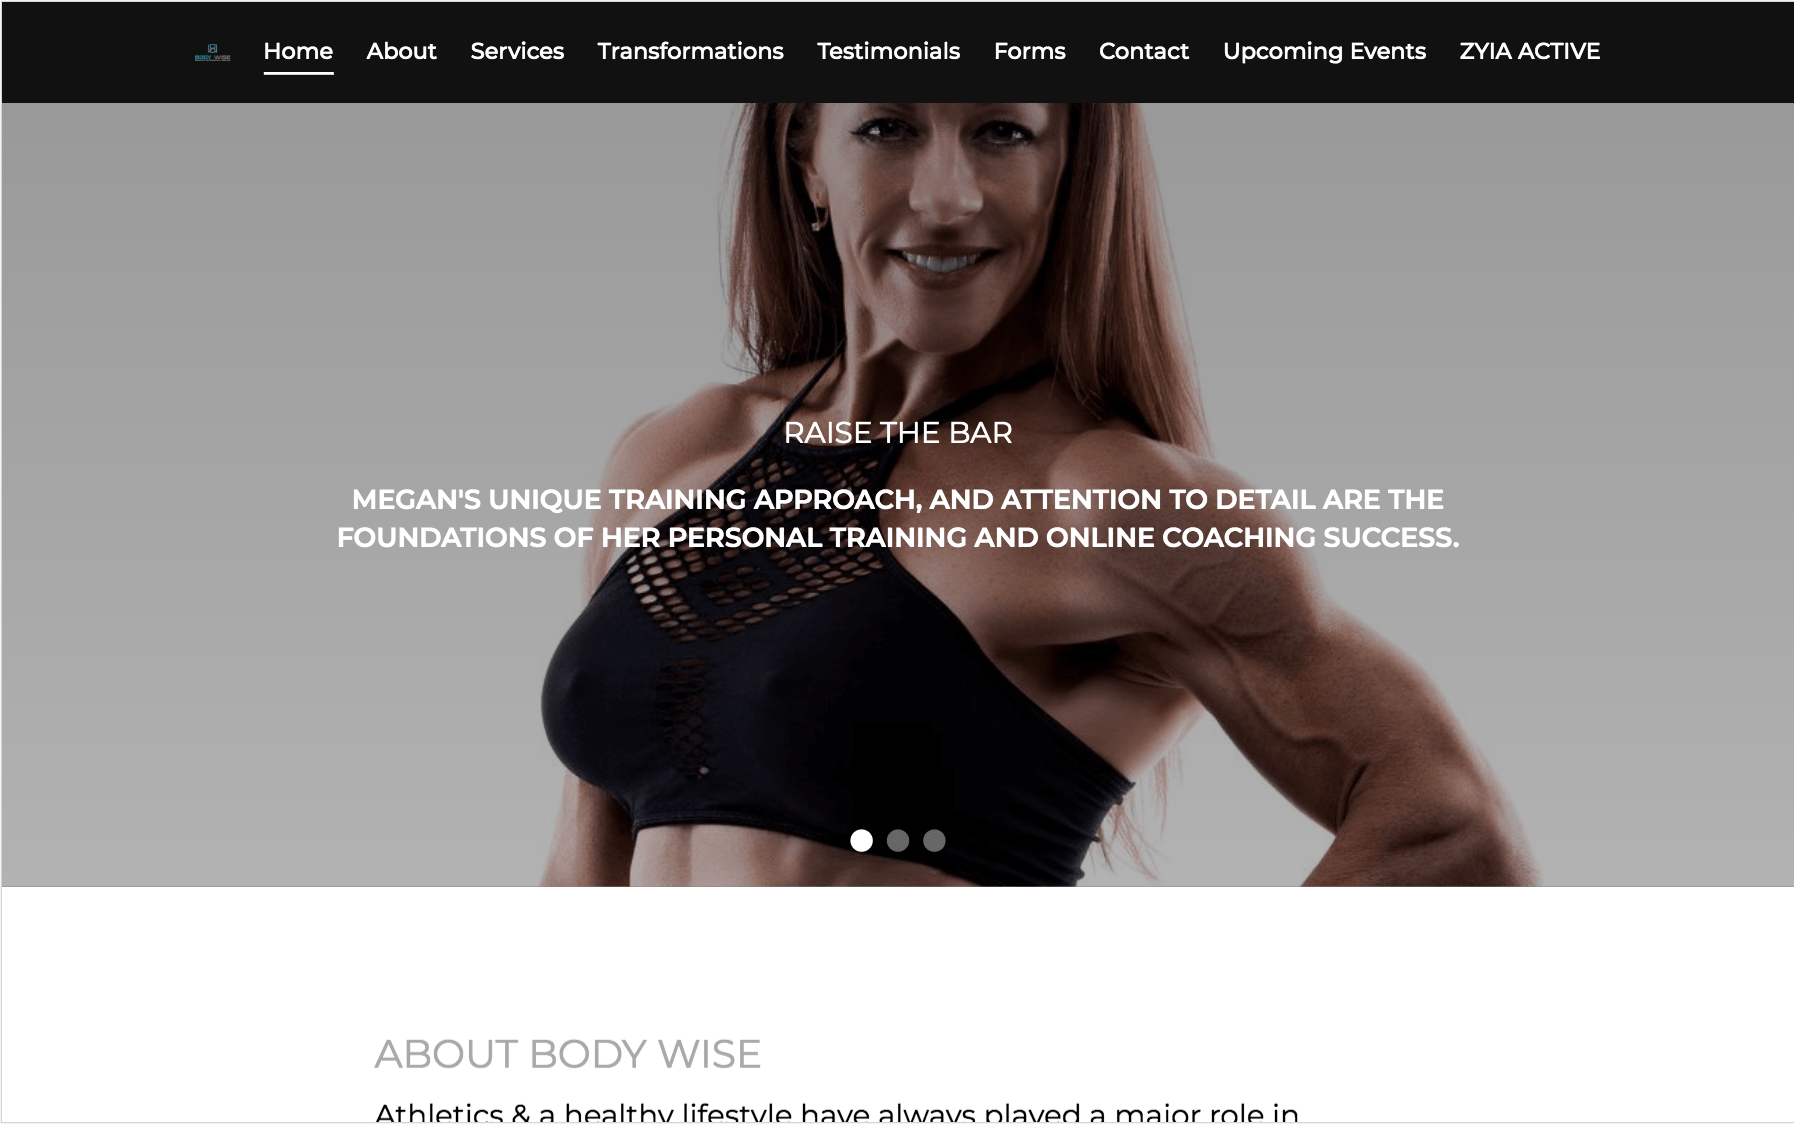 BODY WISE
Home About Services Transformations Testimonials Forms Contact Upcoming Events ZYIA ACTIVE
RAISE THE BAR
MEGAN'S UNIQUE TRAINING APPROACH, AND ATTENTION TO DETAIL ARE THE
FOUNDATIONS OF HER PERSONAL TRAINING AND ONLINE COACHING SUCCESS.
ABOUT BODY WISE
Athletics & a healthy lifestyle have always played a major role in